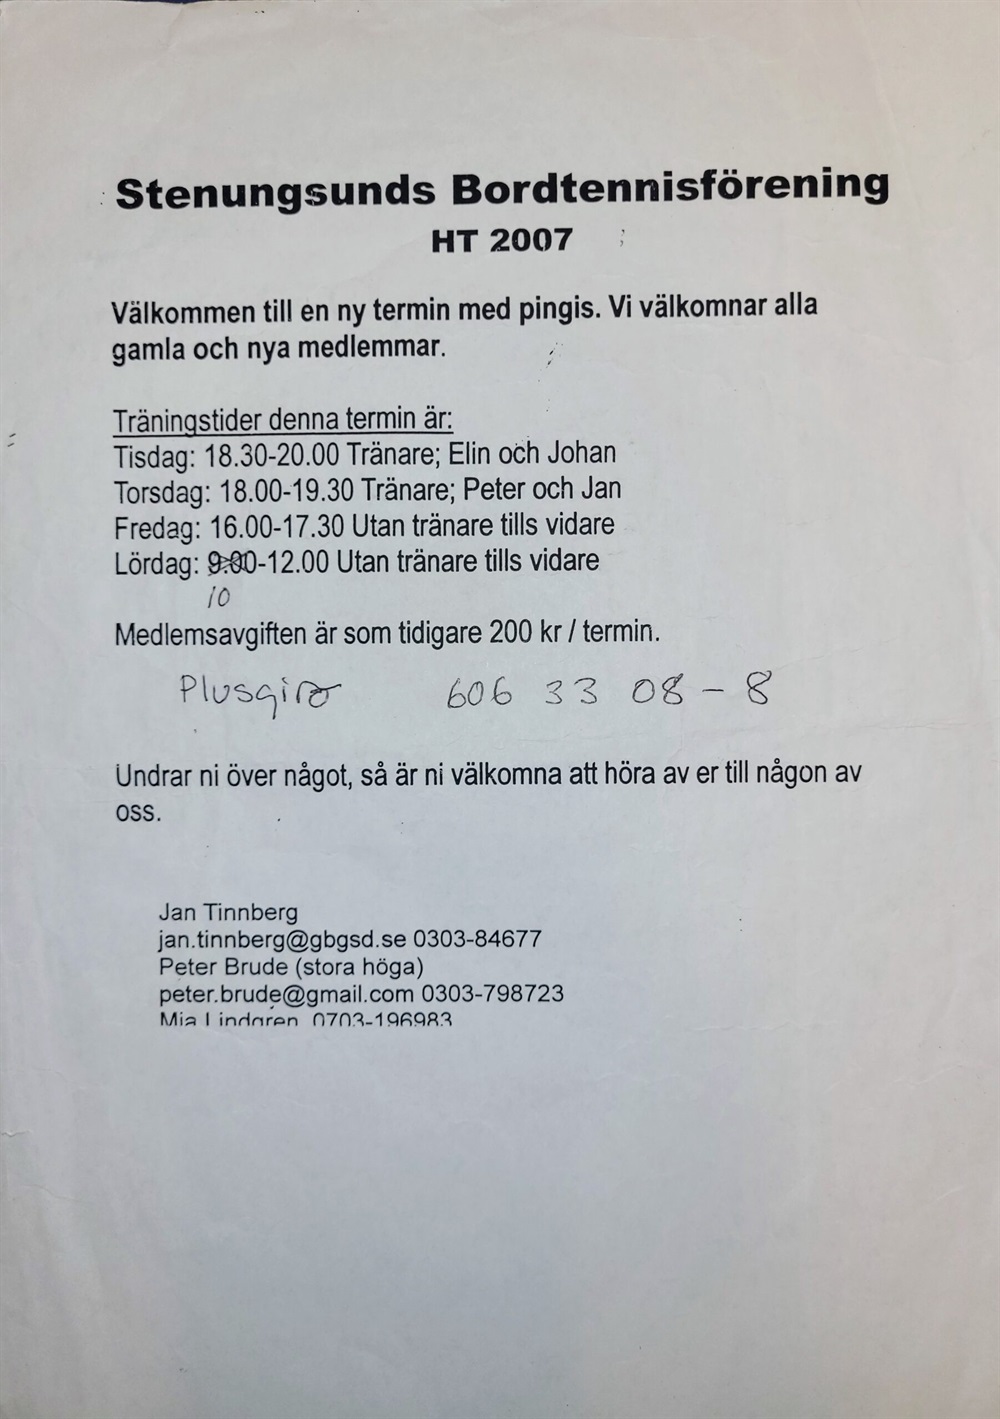 Stenungsunds Bordtennisförening
HT 2007
Välkommen till en ny termin med pingis. Vi välkomnar alla
gamla och nya medlemmar.
Träningstider denna termin är:
Tisdag: 18.30-20.00 Tränare; Elin och Johan
Torsdag: 18.00-19.30 Tränare; Peter och Jan
Fredag: 16.00-17.30 Utan tränare tills vidare
Lördag: 9.00-12.00 Utan tränare tills vidare
10
Medlemsavgiften är som tidigare 200 kr / termin.
Plusgiro 606 33 08 - 8
Undrar ni över något, så är ni välkomna att höra av er till någon av
oss.
Jan Tinnberg
jan.tinnberg@gbgsd.se 0303-84677
Peter Brude (stora höga)
peter.brude@gmail.com 0303-798723
Mia Lindgren 0703-196983